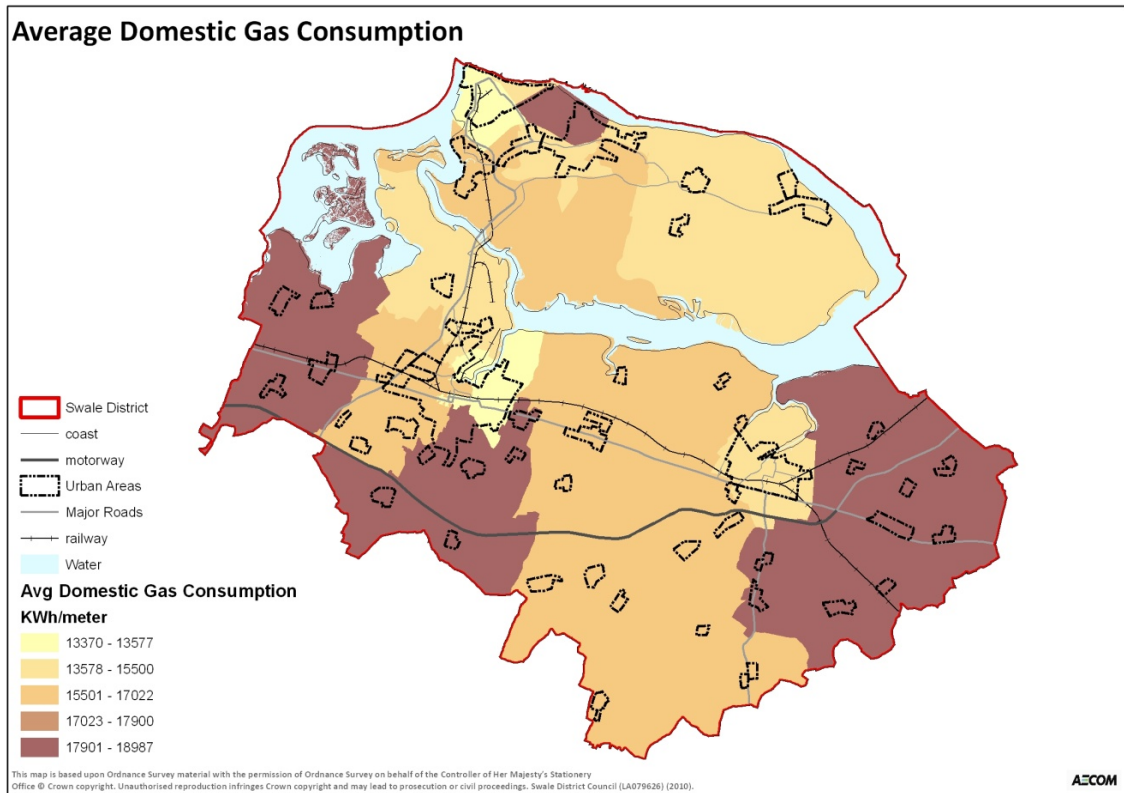 Average Domestic Gas Consumption
Swale District
coast
motorway
Urban Areas
Major Roads
railway
Water
Avg Domestic Gas Consumption
KWh/meter
13370 - 13577
13578 - 15500
15501 - 17022
17023 - 17900
17901 - 18987
This map is based upon Ordnance Survey material with the permission of Ordnance Survey on behalf of the Controller of Her Majesty's Stationery
Office © Crown copyright. Unauthorised reproduction infringes Crown copyright and may lead to prosecution or civil proceedings. Swale District Council (LA079626) (2010).
AECOM